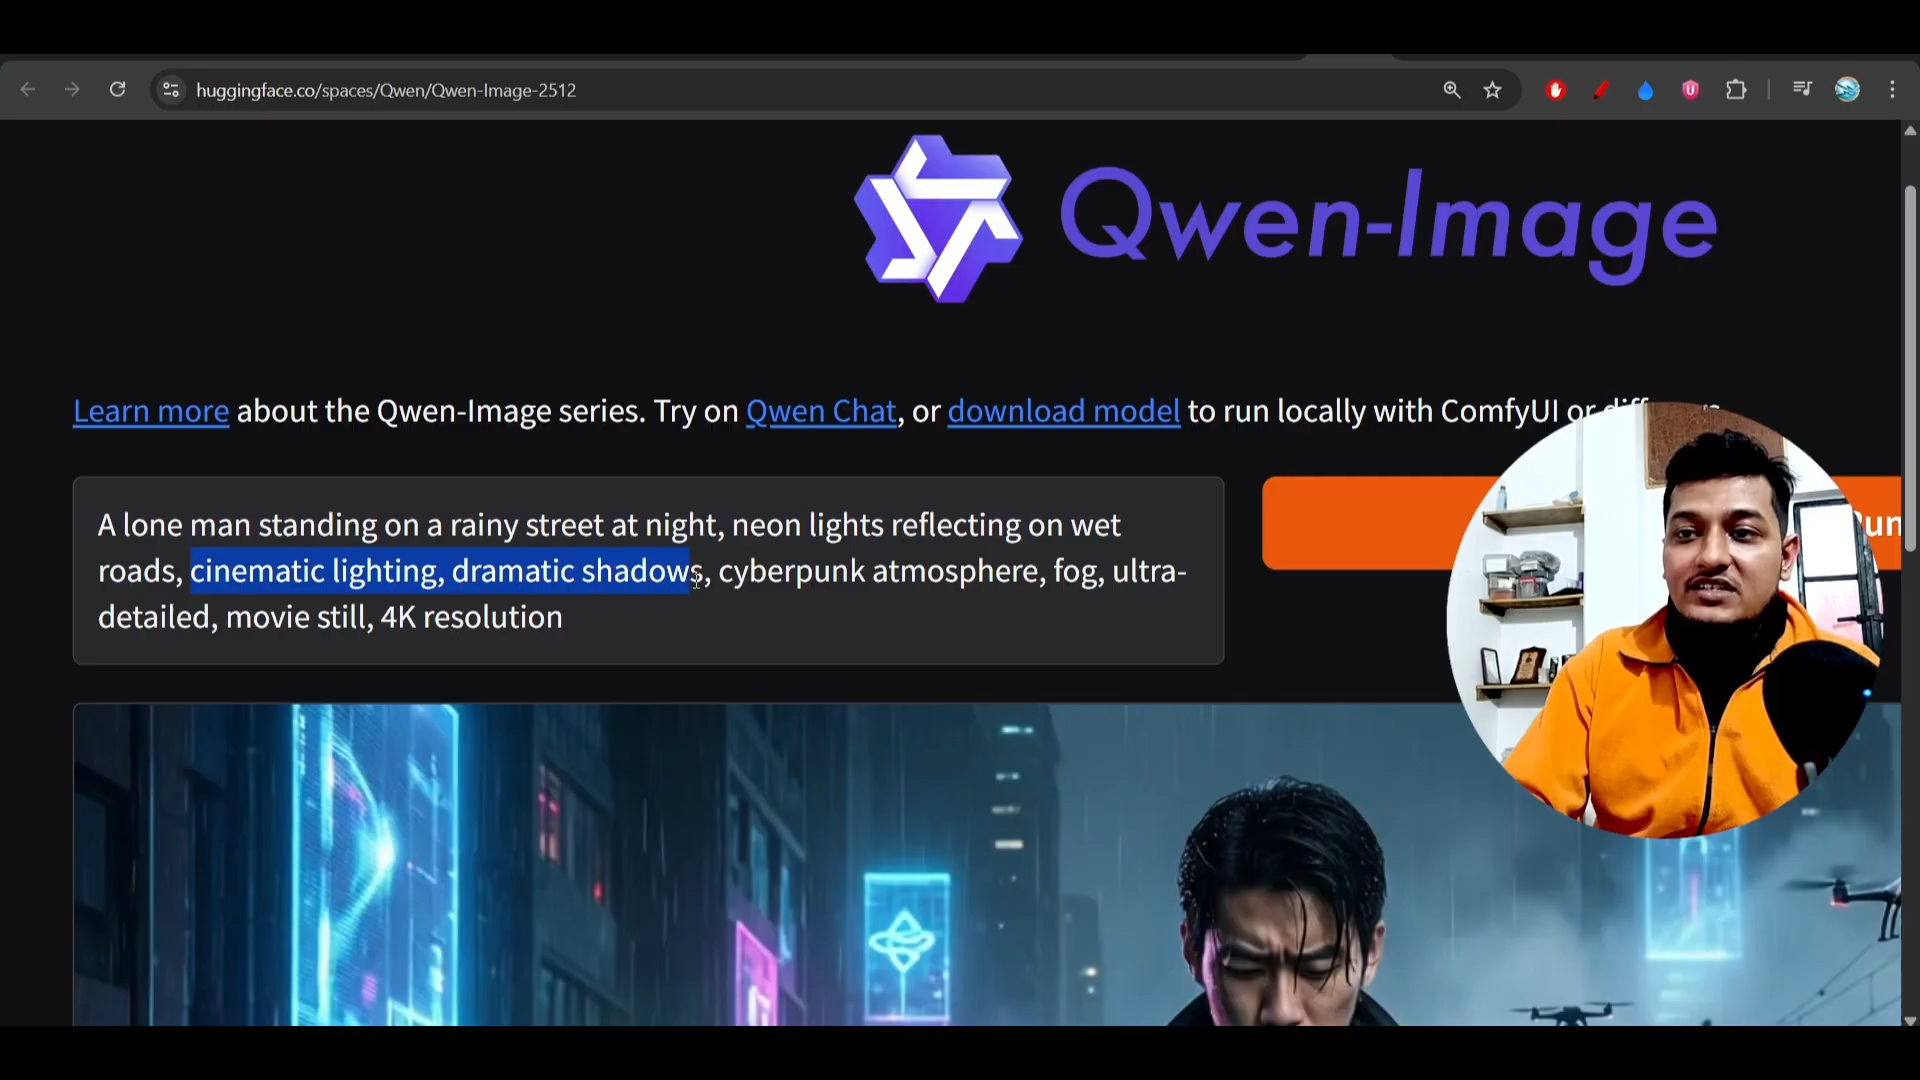 huggingface.co/spaces/Qwen/Qwen-Image-2512
Qwen-Image
Learn more about the Qwen-Image series. Try on Qwen Chat, or download model to run locally with ComfyUI or
A lone man standing on a rainy street at night, neon lights reflecting on wet
roads, cinematic lighting, dramatic shadows, cyberpunk atmosphere, fog, ultra-
detailed, movie still, 4K resolution